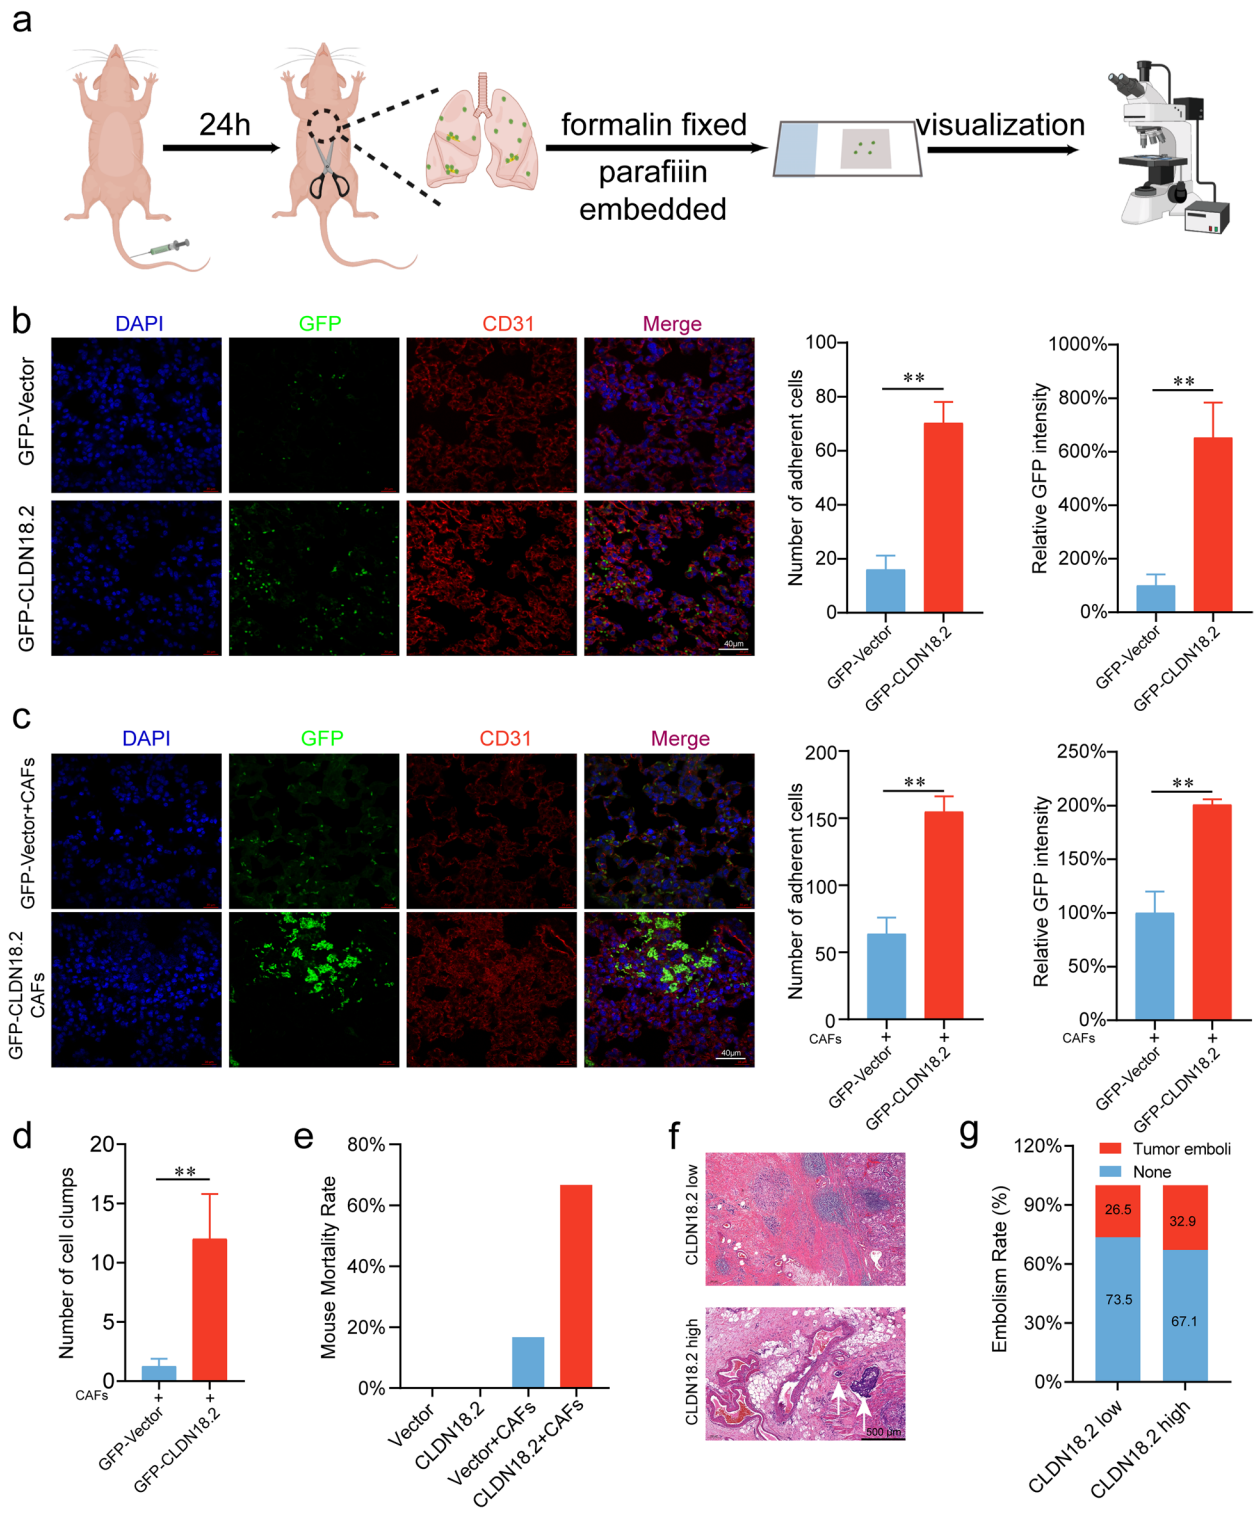 a
24h
formalin fixed
parafiiin
embedded
visualization
b
DAPI
GFP
CD31
Merge
GFP-Vector
GFP-CLDN18.2
40μm
Number of adherent cells
100
80
60
40
20
0
**
GFP-Vector
GFP-CLDN18.2
Relative GFP intensity
1000%
800%
600%
400%
200%
0%
**
GFP-Vector
GFP-CLDN18.2
c
DAPI
GFP
CD31
Merge
GFP-Vector+CAFs
GFP-CLDN18.2
CAFs
40μm
Number of adherent cells
200
150
100
50
0
**
CAFs + +
GFP-Vector
GFP-CLDN18.2
Relative GFP intensity
250%
200%
150%
100%
50%
0%
**
CAFs + +
GFP-Vector
GFP-CLDN18.2
d
Number of cell clumps
20
15
10
5
0
**
CAFs + +
GFP-Vector
GFP-CLDN18.2
e
Mouse Mortality Rate
80%
60%
40%
20%
0%
Vector
CLDN18.2
Vector+CAFs
CLDN18.2+CAFs
f
CLDN18.2 low
CLDN18.2 high
500 μm
g
Embolism Rate (%)
120%
90%
60%
30%
0%
Tumor emboli
None
26.5
73.5
32.9
67.1
CLDN18.2 low
CLDN18.2 high